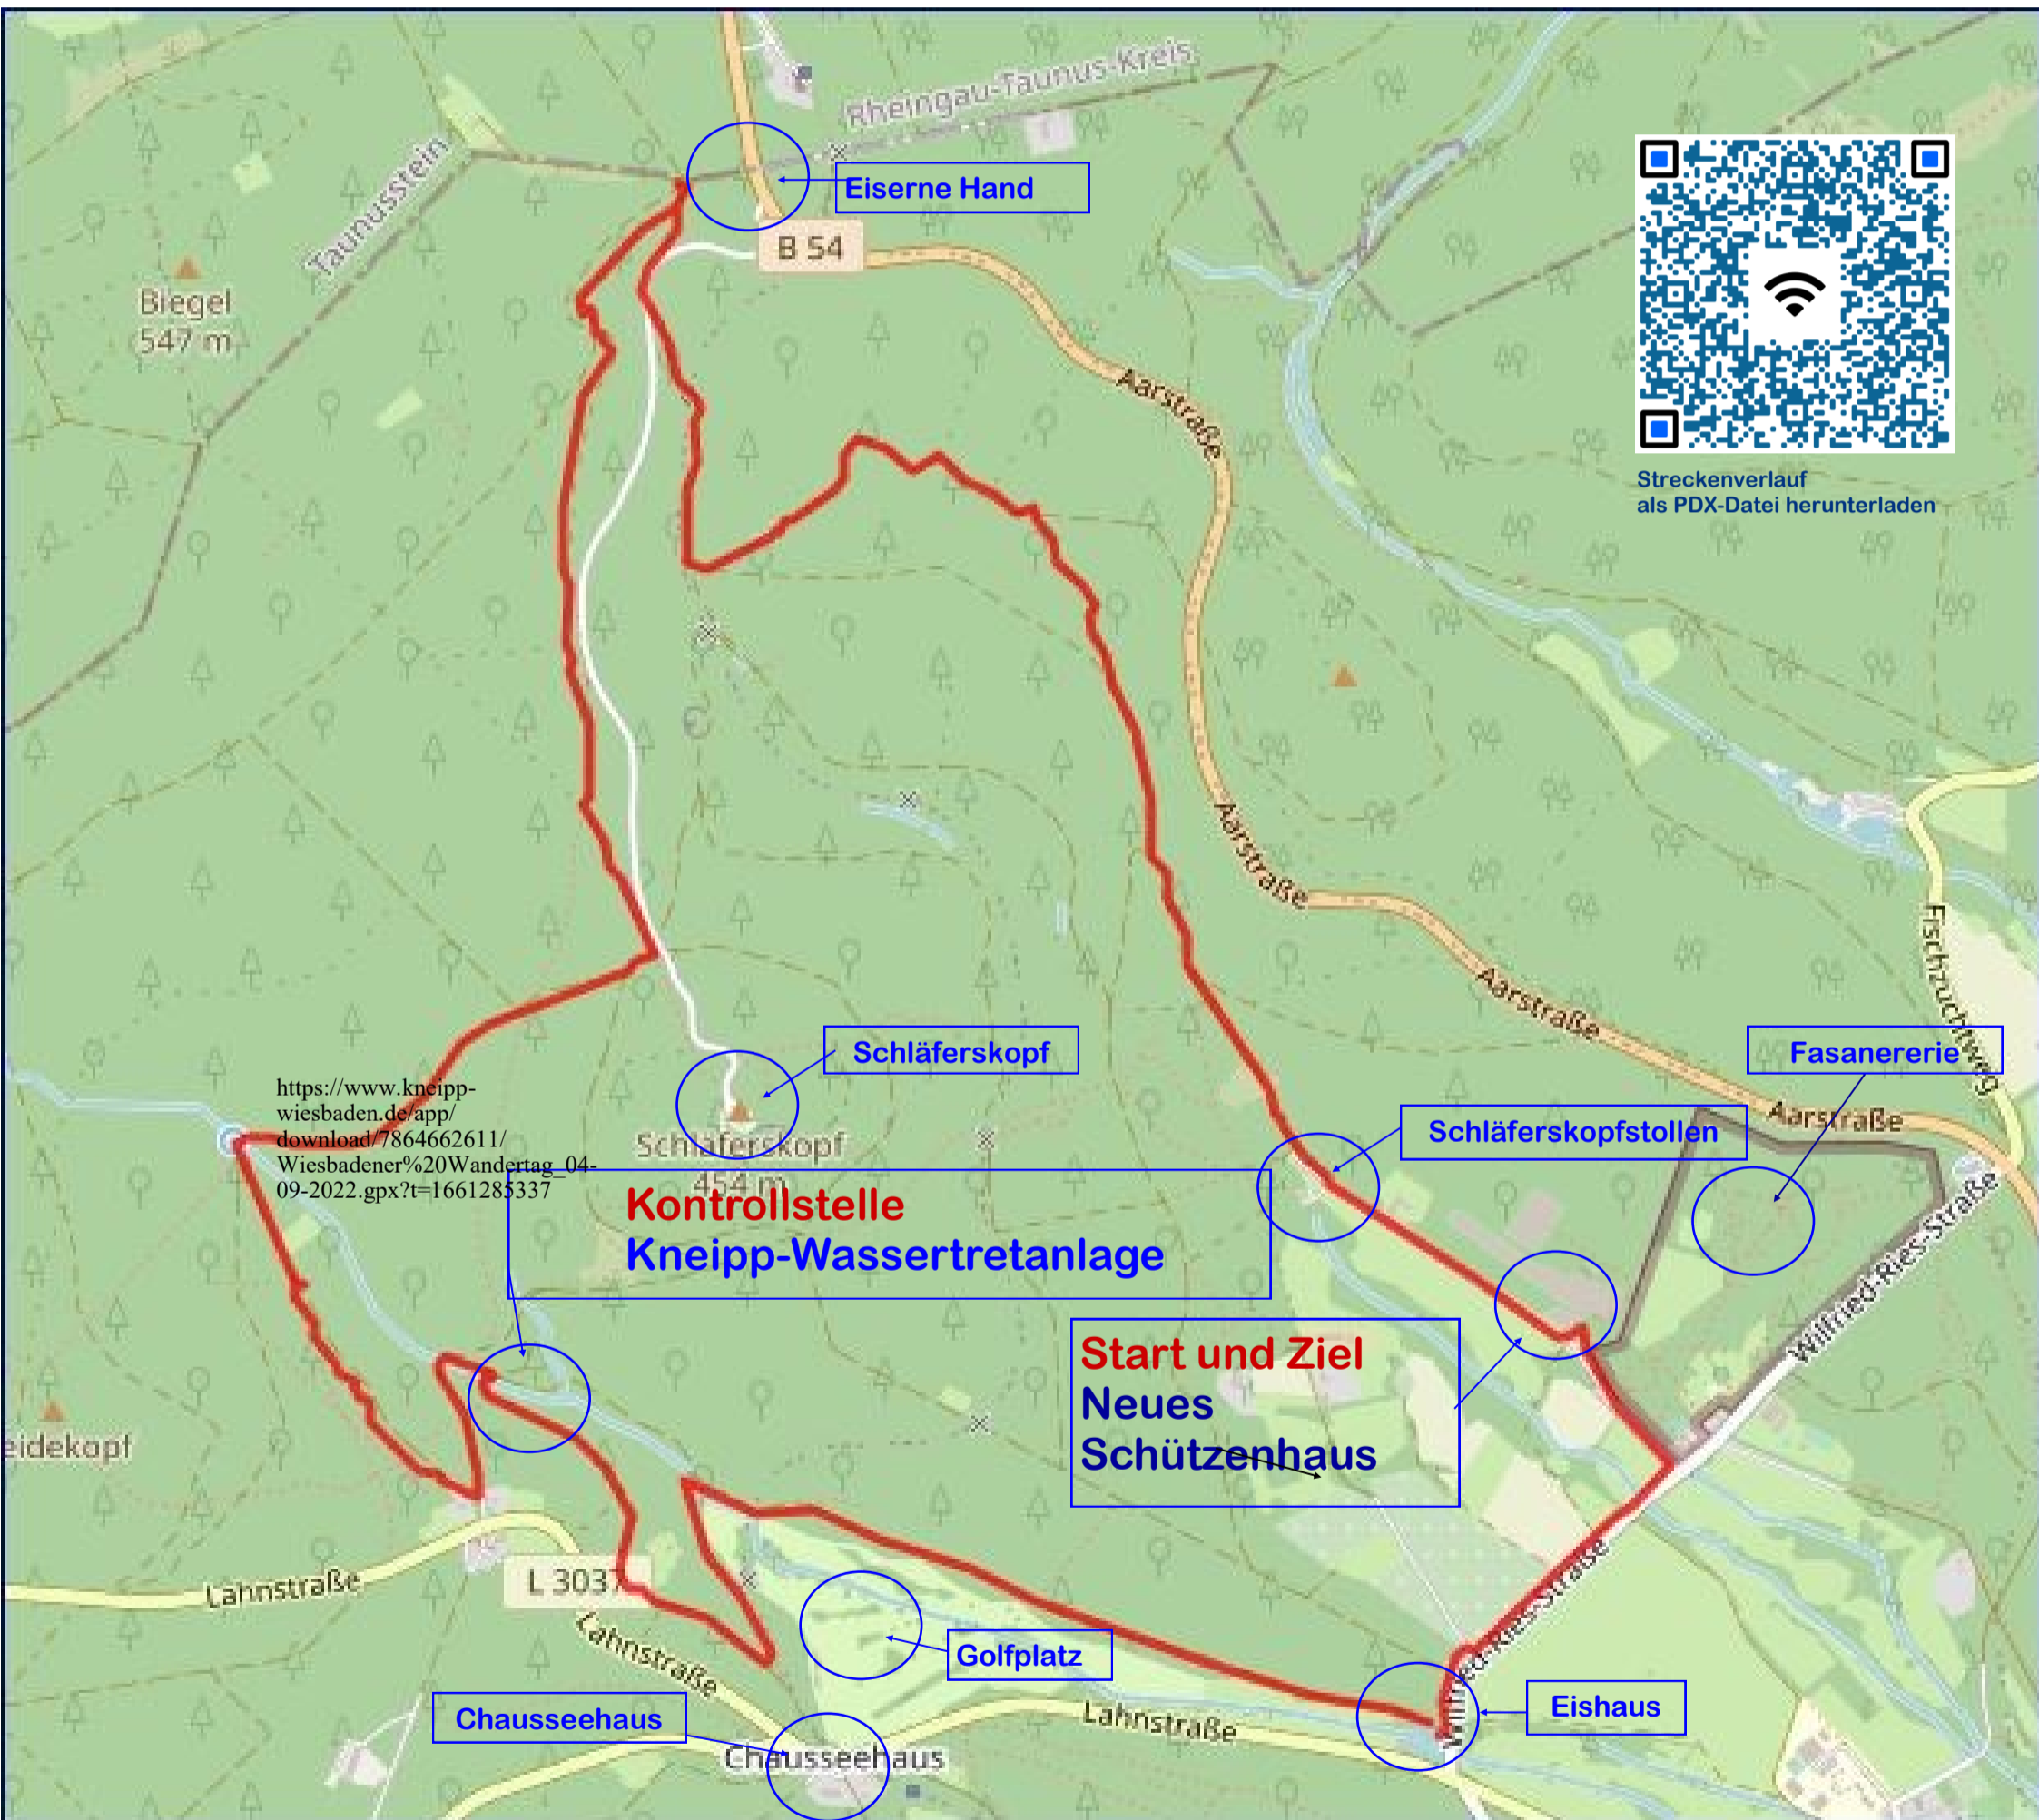 Rheingau-Taunus-Kreis
Taunusstein
Eiserne Hand
B 54
Biegel
547 m
Aarstraße
Streckenverlauf
als PDX-Datei herunterladen
Aarstraße
Fischzuchtweg
Aarstraße
Schläferskopf
Fasanererie
https://www.kneipp-
wiesbaden.de/app/
download/7864662611/
Wiesbadener%20Wandertag_04-
09-2022.gpx?t=1661285337
Schläferskopf
454 m
Schläferskopfstollen
Aarstraße
Kontrollstelle
Kneipp-Wassertretanlage
Wilfried-Ries-Straße
Start und Ziel
Neues
Schützenhaus
eidekopf
L 3037
Lahnstraße
Wilfried-Ries-Straße
Lahnstraße
Golfplatz
Chausseehaus
Lahnstraße
Eishaus
Chausseehaus